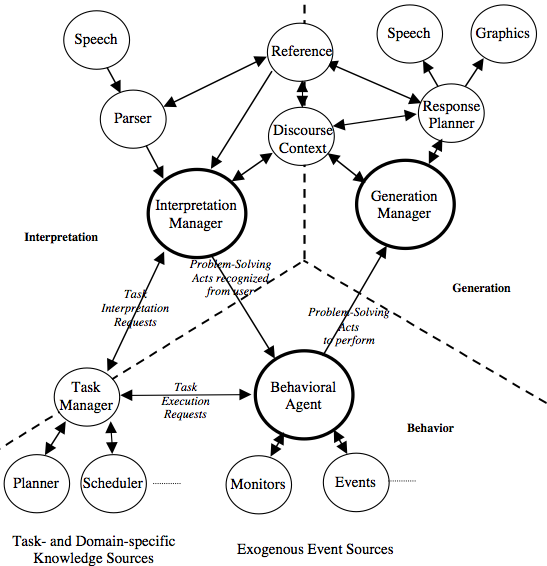 Speech
Speech
Graphics
Reference
Parser
Response
Planner
Discourse
Context
Interpretation
Manager
Generation
Manager
Interpretation
Problem-Solving
Acts recognized
from user
Generation
Task
Interpretation
Requests
Problem-Solving
Acts
to perform
Task
Manager
Task
Execution
Requests
Behavioral
Agent
Behavior
Planner
Scheduler
Monitors
Events
Task- and Domain-specific
Knowledge Sources
Exogenous Event Sources